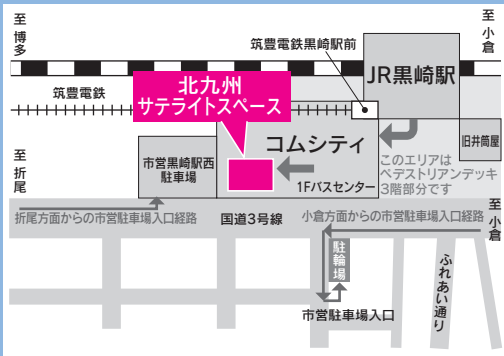 至博多
至小倉
筑豊電鉄黒崎駅前
JR黒崎駅
筑豊電鉄
北九州
サテライトスペース
旧井筒屋
コムシティ
至折尾
市営黒崎駅西
駐車場
このエリアは
ペデストリアンデッキ
3階部分です
1Fバスセンター
折尾方面からの市営駐車場入口経路
国道3号線
小倉方面からの市営駐車場入口経路
至小倉
駐輪場
ふれあい通り
市営駐車場入口